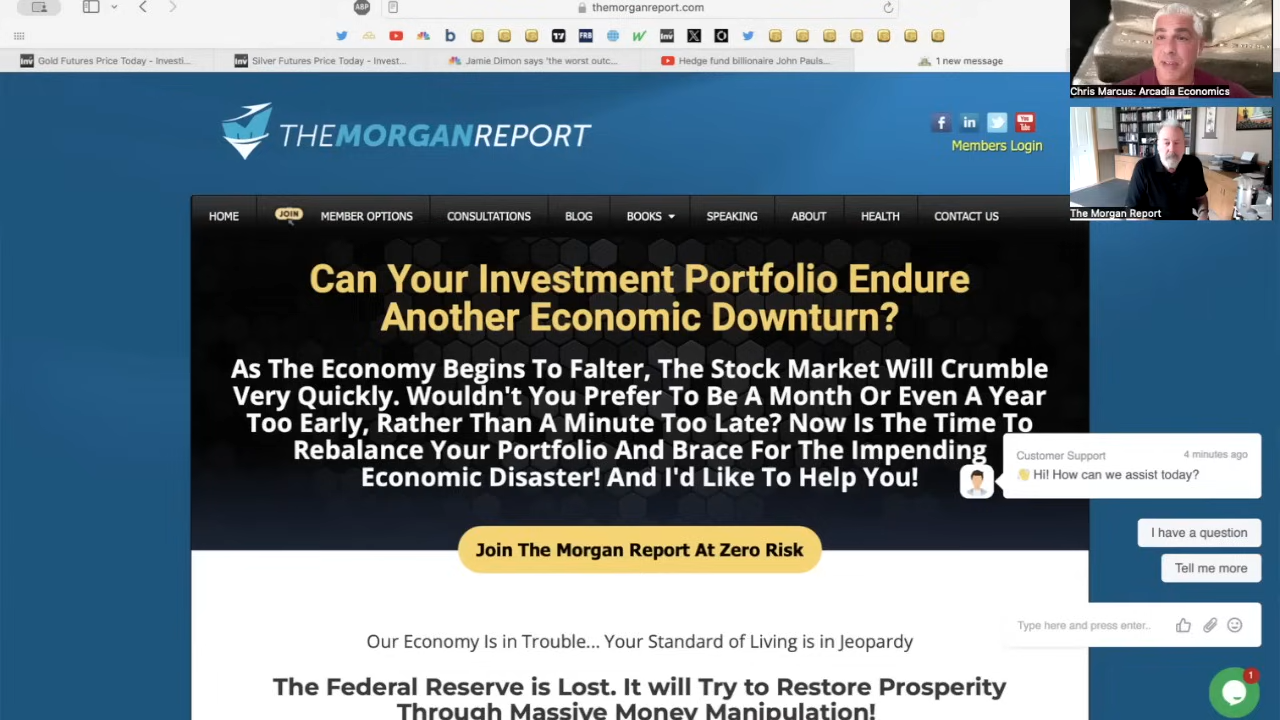 ABP
themorganreport.com
Gold Futures Price Today - Investi...
Silver Futures Price Today - Invest...
Jamie Dimon says 'the worst outc...
Hedge fund billionaire John Pauls...
1 new message
Chris Marcus: Arcadia Economics
The Morgan Report
THEMORGANREPORT
Members Login
HOME
JOIN
MEMBER OPTIONS
CONSULTATIONS
BLOG
BOOKS
SPEAKING
ABOUT
HEALTH
CONTACT US
Can Your Investment Portfolio Endure
Another Economic Downturn?
As The Economy Begins To Falter, The Stock Market Will Crumble
Very Quickly. Wouldn't You Prefer To Be A Month Or Even A Year
Too Early, Rather Than A Minute Too Late? Now Is The Time To
Rebalance Your Portfolio And Brace For The Impending
Economic Disaster! And I'd Like To Help You!
Join The Morgan Report At Zero Risk
Our Economy Is in Trouble... Your Standard of Living is in Jeopardy
The Federal Reserve is Lost. It will Try to Restore Prosperity
Through Massive Money Manipulation!
Customer Support
4 minutes ago
👋 Hi! How can we assist today?
I have a question
Tell me more
Type here and press enter..
1